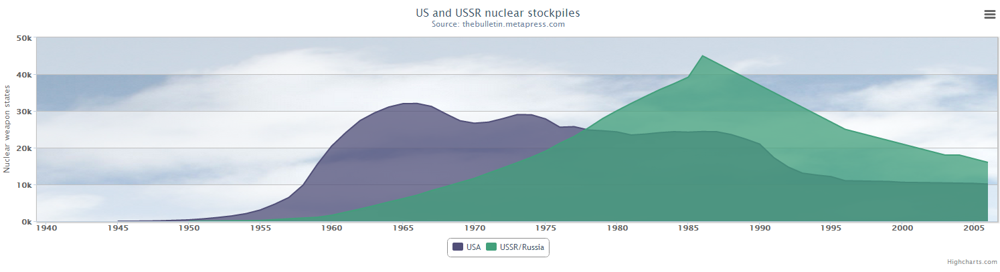 US and USSR nuclear stockpiles
Source: thebulletin.metapress.com
Nuclear weapon states
50k
40k
30k
20k
10k
0k
1940 1945 1950 1955 1960 1965 1970 1975 1980 1985 1990 1995 2000 2005
USA USSR/Russia
Highcharts.com